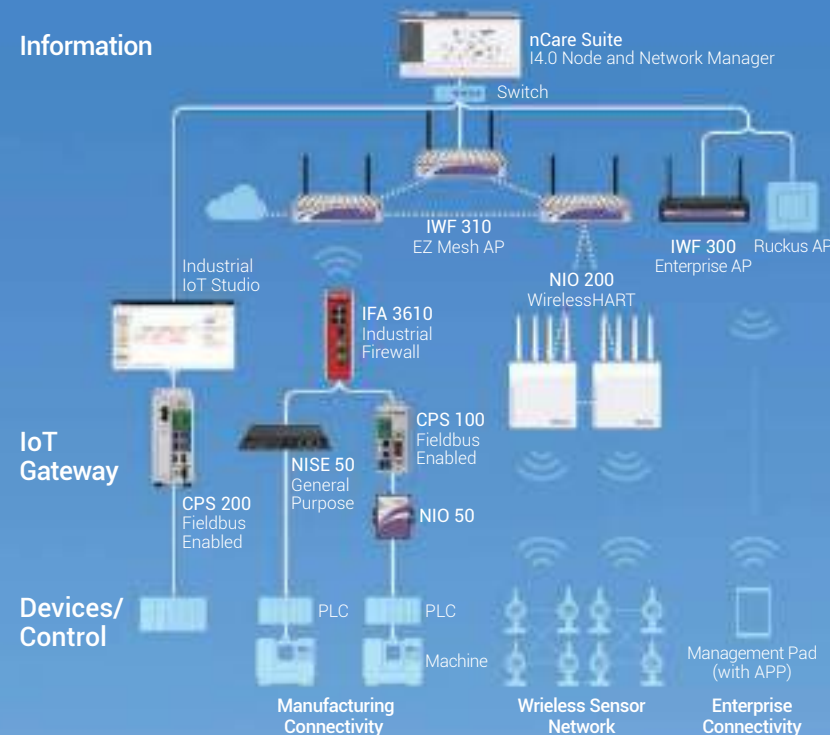 Information
nCare Suite
I4.0 Node and Network Manager
Switch
IWF 310
EZ Mesh AP
IWF 300
Enterprise AP
Ruckus AP
Industrial
IoT Studio
NIO 200
WirelessHART
IFA 3610
Industrial
Firewall
IoT
Gateway
CPS 200
Fieldbus
Enabled
NISE 50
General
Purpose
CPS 100
Fieldbus
Enabled
NIO 50
Devices/
Control
PLC
PLC
Machine
Management Pad
(with APP)
Manufacturing
Connectivity
Wrieless Sensor
Network
Enterprise
Connectivity